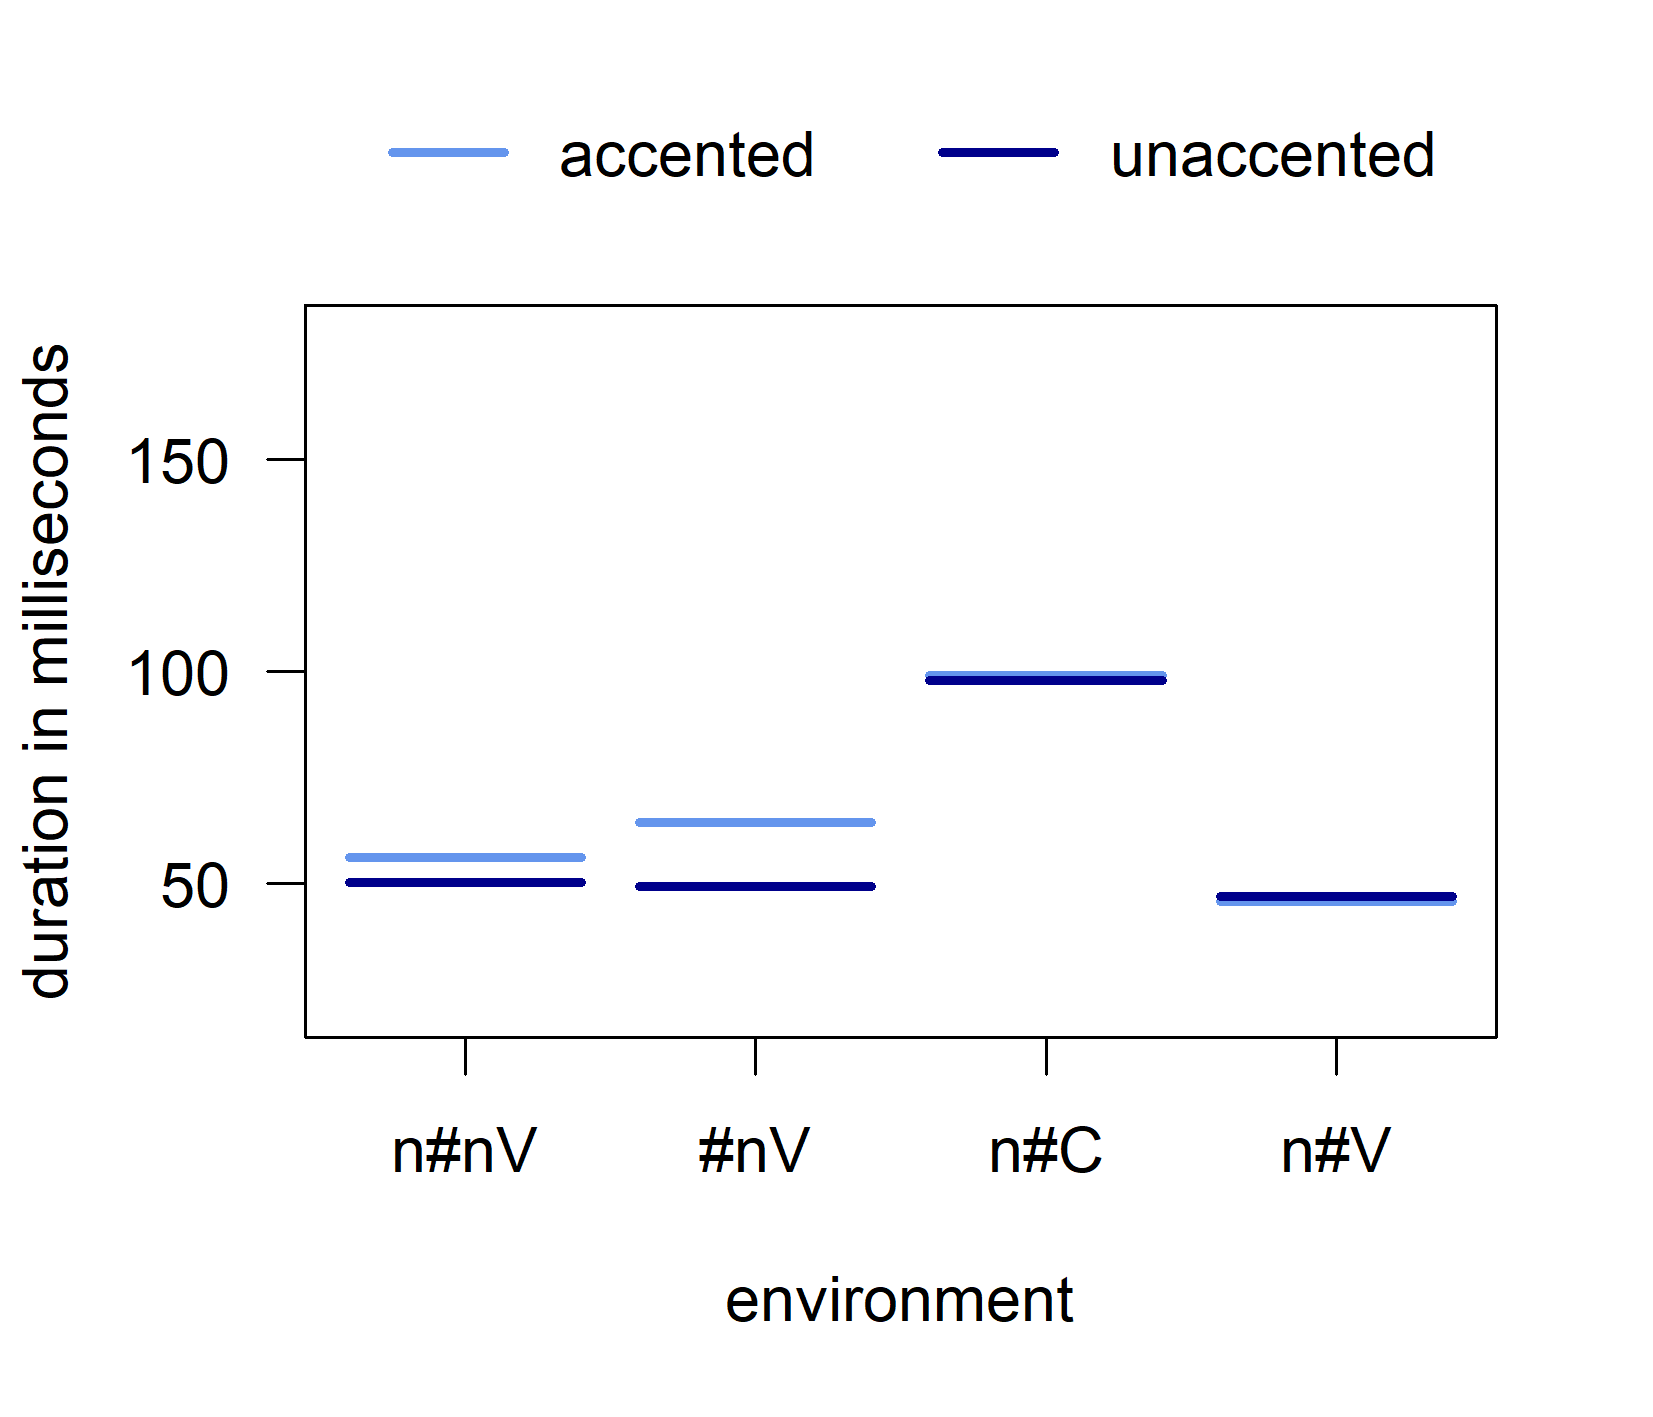 accented unaccented
duration in milliseconds
150
100
50
n#nV #nV n#C n#V
environment